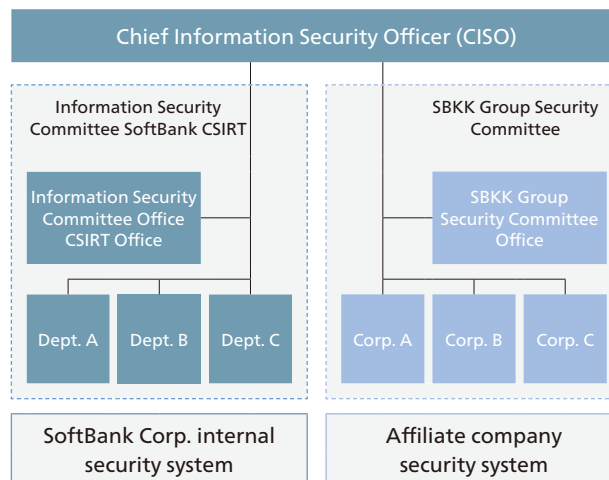 Chief Information Security Officer (CISO)
Information Security
Committee SoftBank CSIRT
Information Security
Committee Office
CSIRT Office
Dept. A
Dept. B
Dept. C
SBKK Group Security
Committee
SBKK Group
Security Committee
Office
Corp. A
Corp. B
Corp. C
SoftBank Corp. internal
security system
Affiliate company
security system